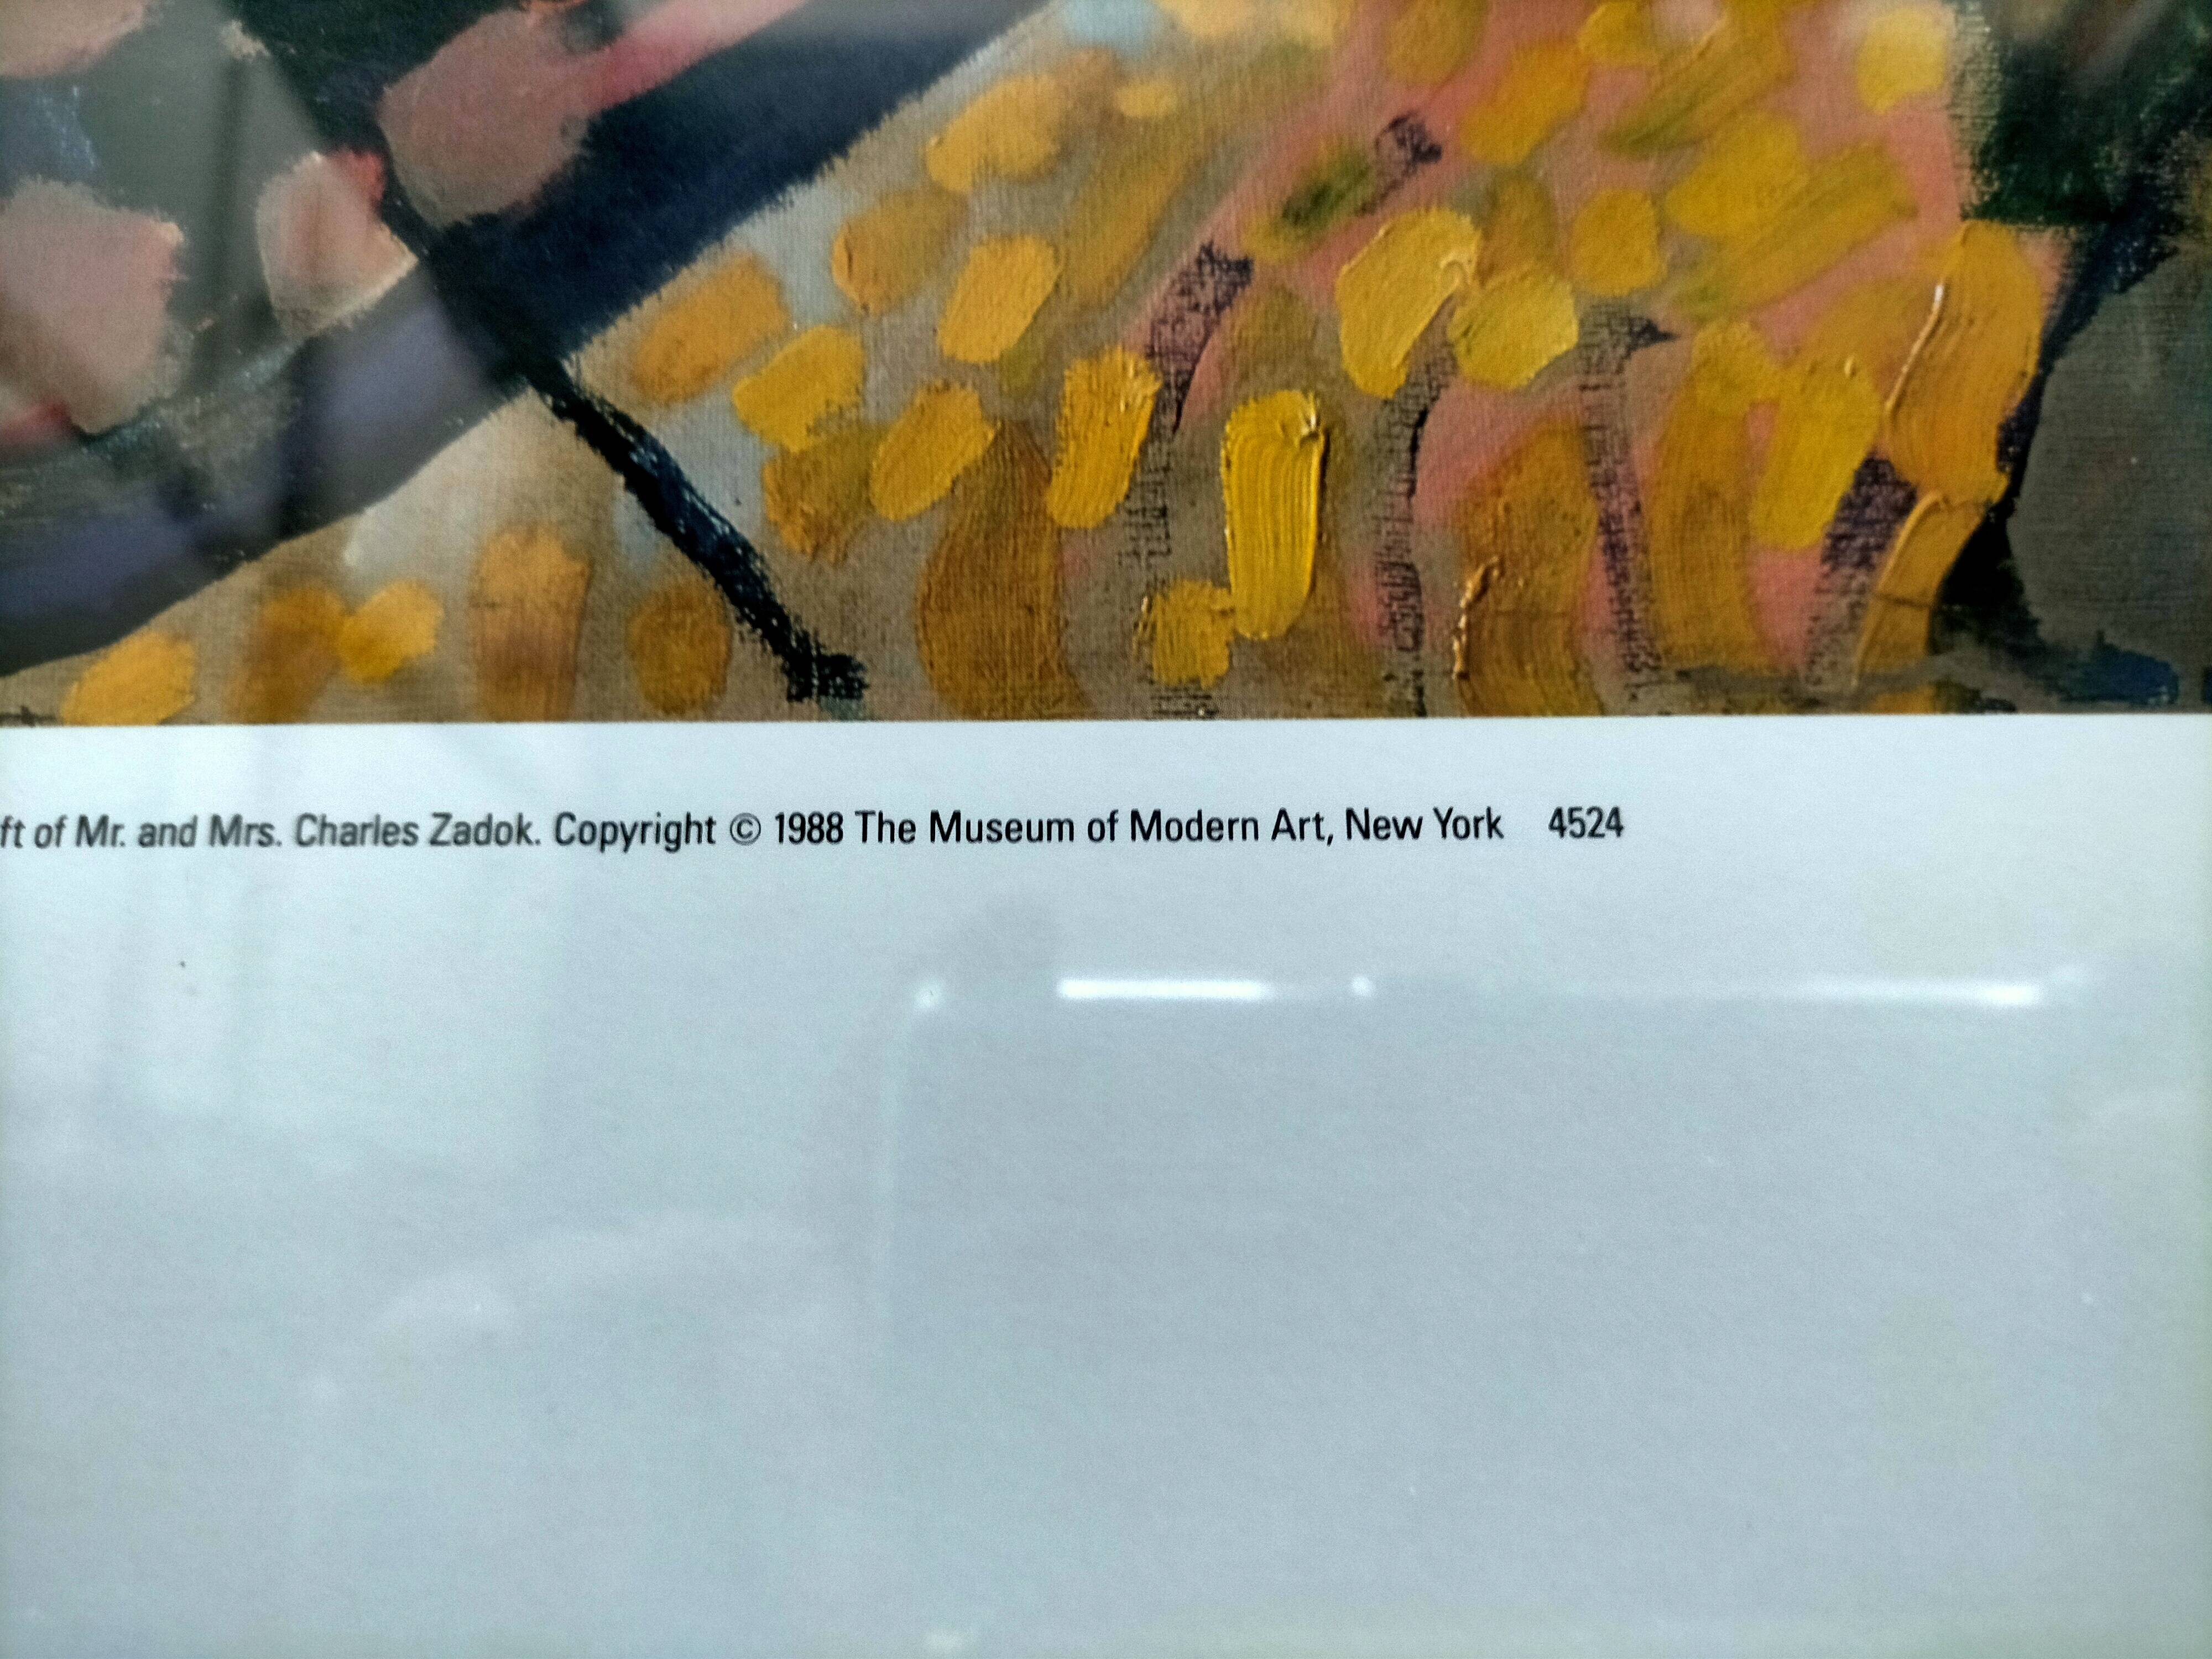 ft of Mr. and Mrs. Charles Zadok. Copyright © 1988 The Museum of Modern Art, New York 4524